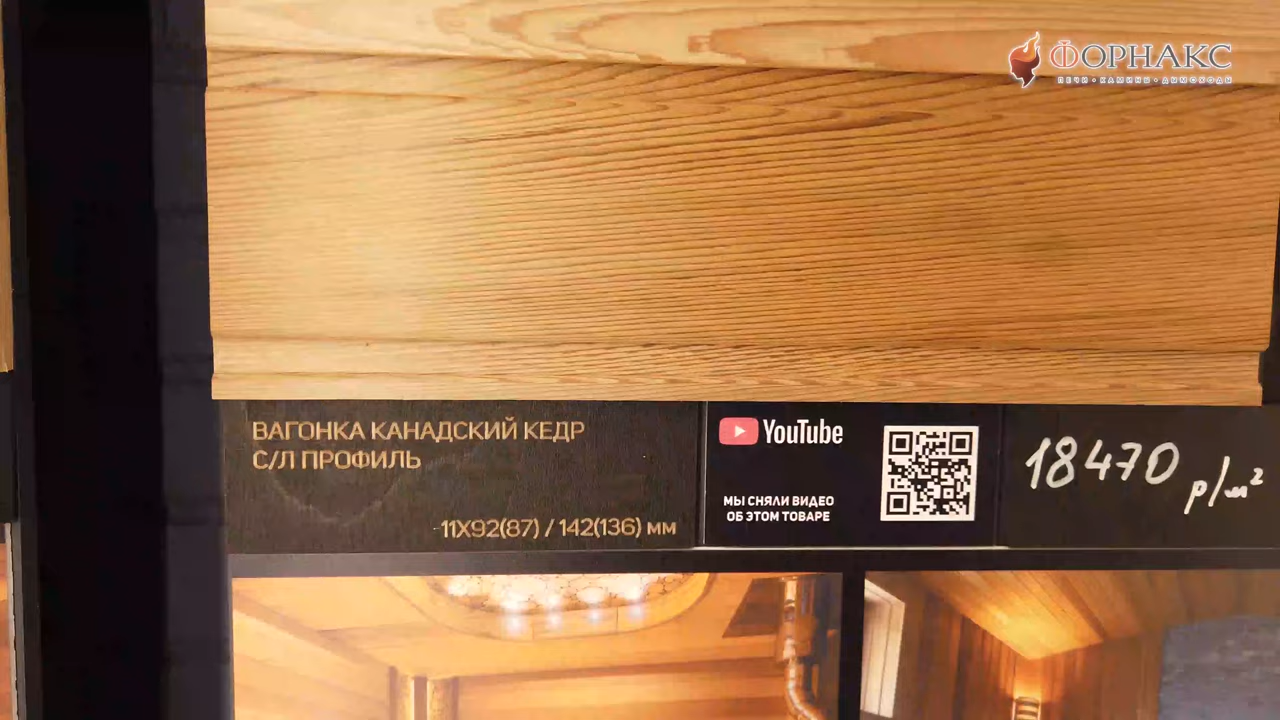 ФОРНАКС
ПЕЧИ • КАМИНЫ • ДЫМОХОДЫ
ВАГОНКА КАНАДСКИЙ КЕДР
С/Л ПРОФИЛЬ
11X92(87) / 142(136) мм
YouTube
МЫ СНЯЛИ ВИДЕО
ОБ ЭТОМ ТОВАРЕ
18470 р/м²